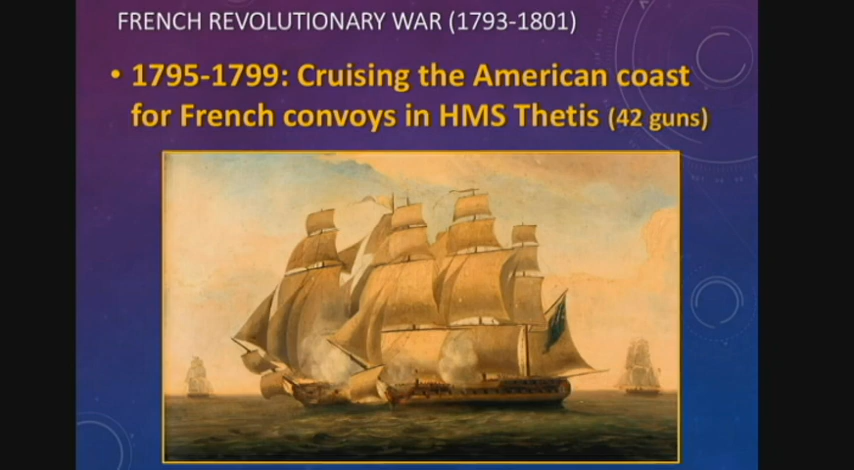 FRENCH REVOLUTIONARY WAR (1793-1801)
• 1795-1799: Cruising the American coast
for French convoys in HMS Thetis (42 guns)